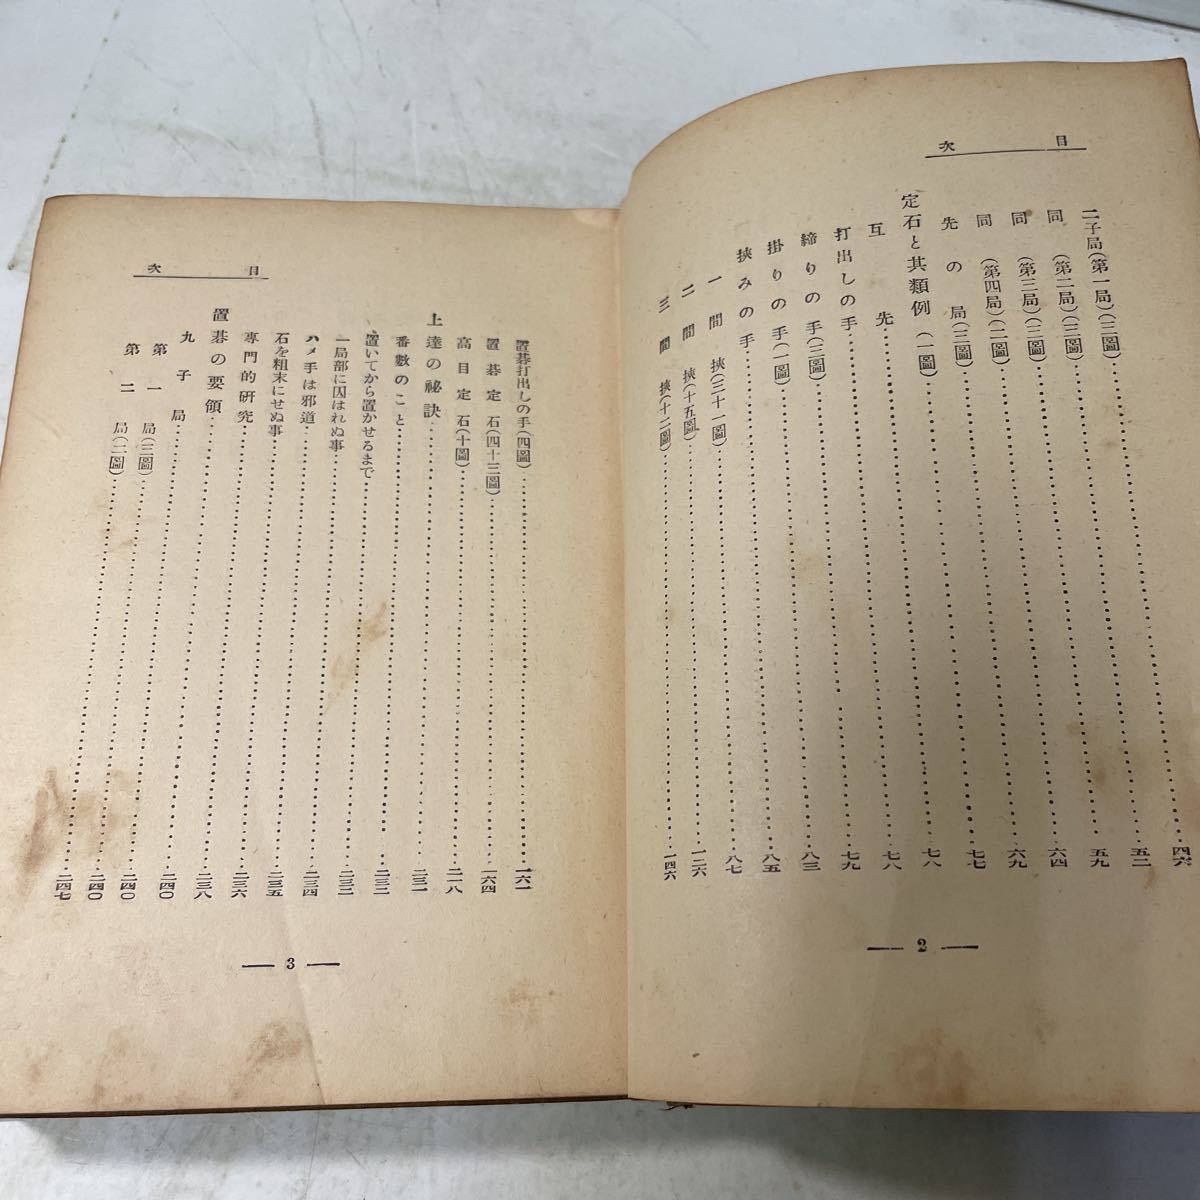 目次
二子局(第一局)(三圖)……四六
同(第二局)(三圖)……五二
同(第三局)(三圖)……五九
同(第四局)(二圖)……六四
先の局(三圖)……六九
定石と其類例(一圖)……七七
互先……七八
打出しの手……七八
締りの手(二圖)……七九
掛りの手(一圖)……八三
挾みの手……八五
一間挾(三十一圖)……八七
二間挾(十五圖)……一二六
三間挾(十二圖)……一四六
— 2 —
目次
置碁打出しの手(四圖)……一六一
置碁定石(四十三圖)……一六四
高目定石(十圖)……二一八
上達の祕訣……二三一
番數のこと……二三二
置いてから置かせるまで……二三二
一局部に囚はれぬ事……二三四
ハメ手は邪道……二三五
石を粗末にせぬ事……二三六
專門的硏究……二三八
置碁の要領……二四〇
九子局……二四〇
第一局(三圖)……二四〇
第二局(二圖)……二四七
— 3 —